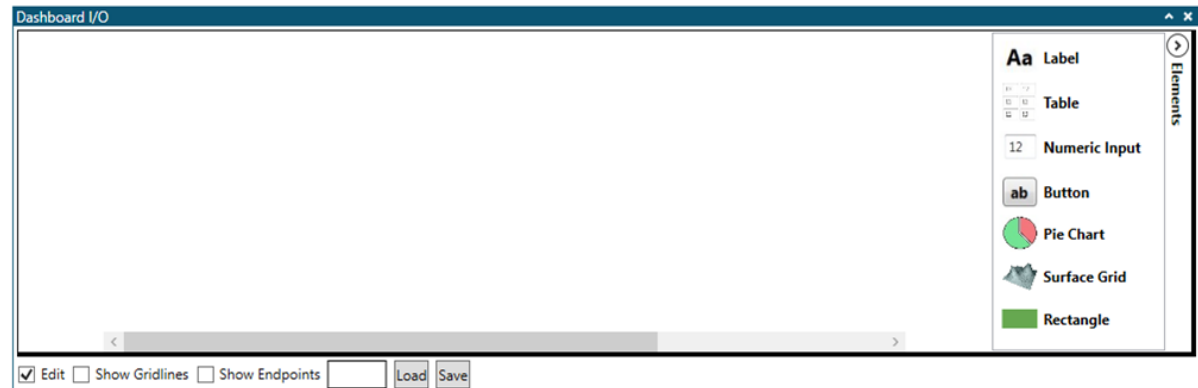 Dashboard I/O
Elements
Aa Label
Table
12 Numeric Input
ab Button
Pie Chart
Surface Grid
Rectangle
Edit Show Gridlines Show Endpoints Load Save